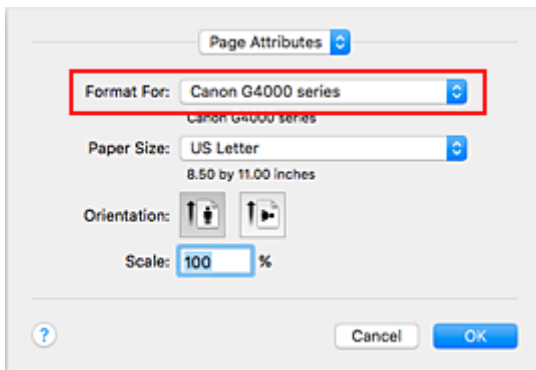 Page Attributes
Format For: Canon G4000 series
Canon G4000 series
Paper Size: US Letter
8.50 by 11.00 inches
Orientation:
Scale: 100 %
? Cancel OK